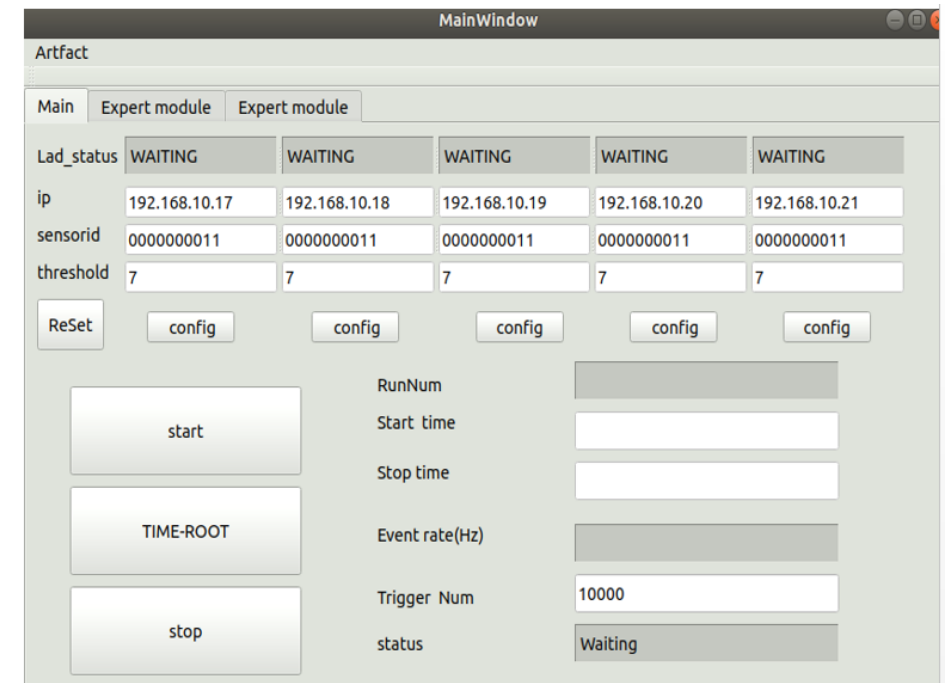 MainWindow
Artfact
Main Expert module Expert module
Lad_status WAITING WAITING WAITING WAITING WAITING
ip 192.168.10.17 192.168.10.18 192.168.10.19 192.168.10.20 192.168.10.21
sensorid 0000000011 0000000011 0000000011 0000000011 0000000011
threshold 7 7 7 7 7
ReSet config config config config config
RunNum
start
Start time
Stop time
TIME-ROOT
Event rate(Hz)
Trigger Num 10000
stop
status Waiting